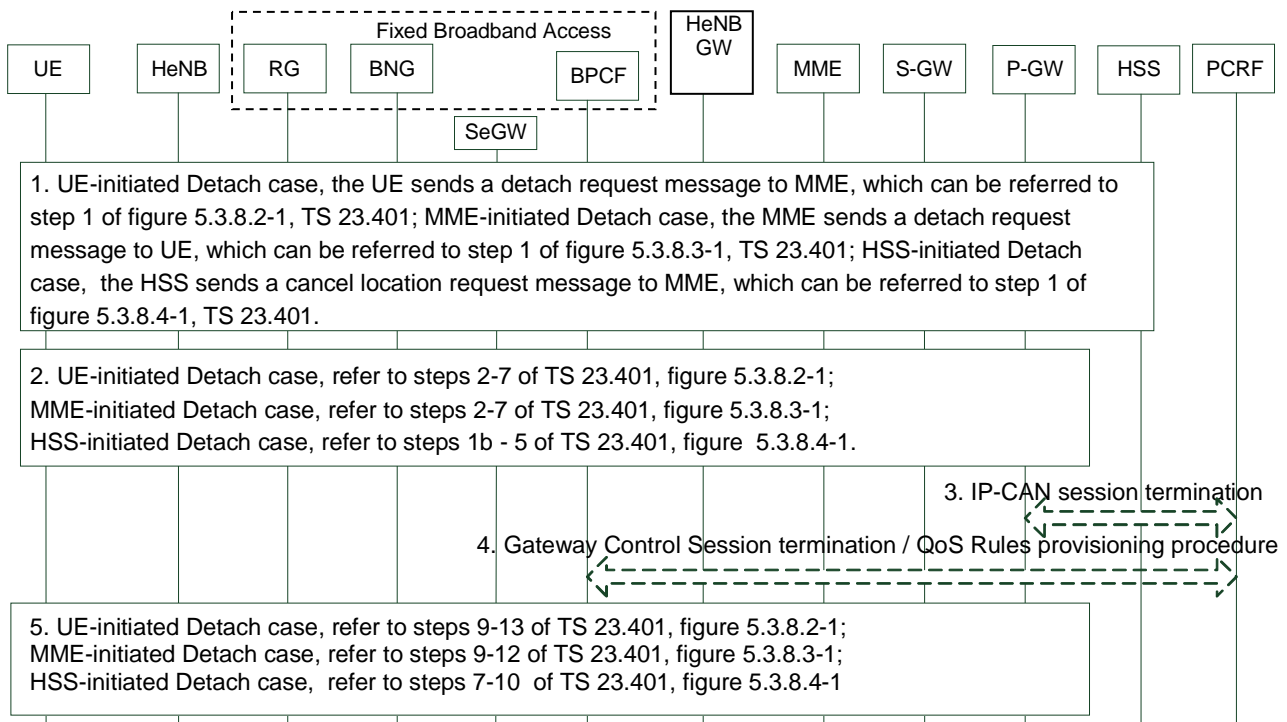 Fixed Broadband Access
HeNB
GW
UE
HeNB
RG
BNG
BPCF
MME
S-GW
P-GW
HSS
PCRF
SeGW
1. UE-initiated Detach case, the UE sends a detach request message to MME, which can be referred to
step 1 of figure 5.3.8.2-1, TS 23.401; MME-initiated Detach case, the MME sends a detach request
message to UE, which can be referred to step 1 of figure 5.3.8.3-1, TS 23.401; HSS-initiated Detach
case, the HSS sends a cancel location request message to MME, which can be referred to step 1 of
figure 5.3.8.4-1, TS 23.401.
2. UE-initiated Detach case, refer to steps 2-7 of TS 23.401, figure 5.3.8.2-1;
MME-initiated Detach case, refer to steps 2-7 of TS 23.401, figure 5.3.8.3-1;
HSS-initiated Detach case, refer to steps 1b - 5 of TS 23.401, figure 5.3.8.4-1.
3. IP-CAN session termination
4. Gateway Control Session termination / QoS Rules provisioning procedure
5. UE-initiated Detach case, refer to steps 9-13 of TS 23.401, figure 5.3.8.2-1;
MME-initiated Detach case, refer to steps 9-12 of TS 23.401, figure 5.3.8.3-1;
HSS-initiated Detach case, refer to steps 7-10 of TS 23.401, figure 5.3.8.4-1